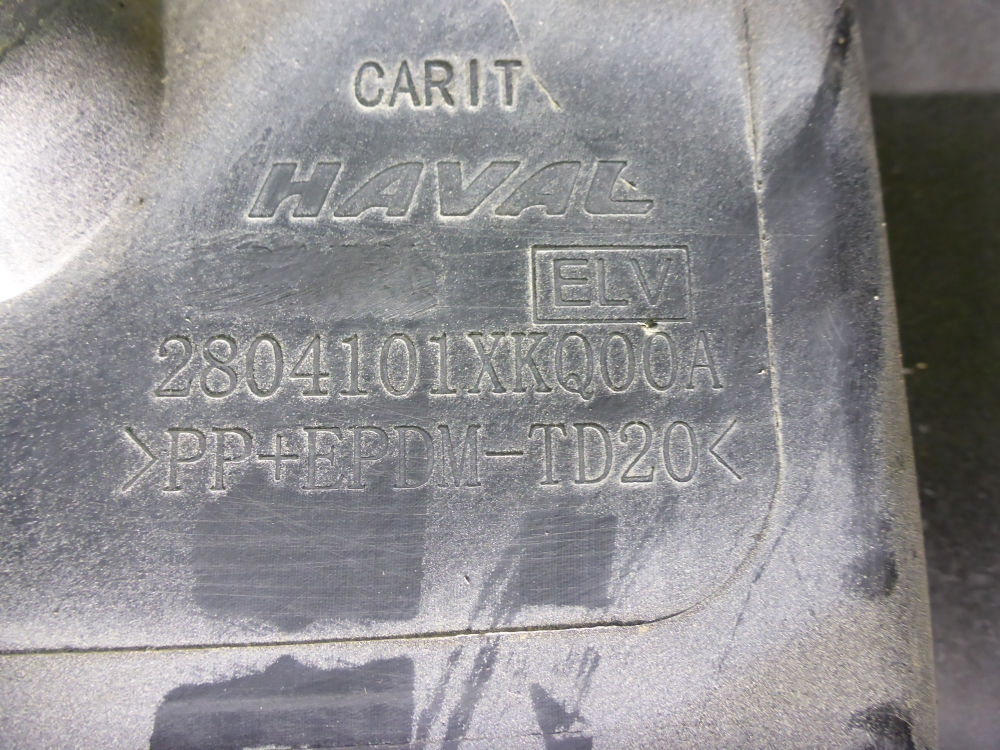 CARIT
HAVAL
ELV
2804101XKQ00A
>PP+EPDM-TD20<